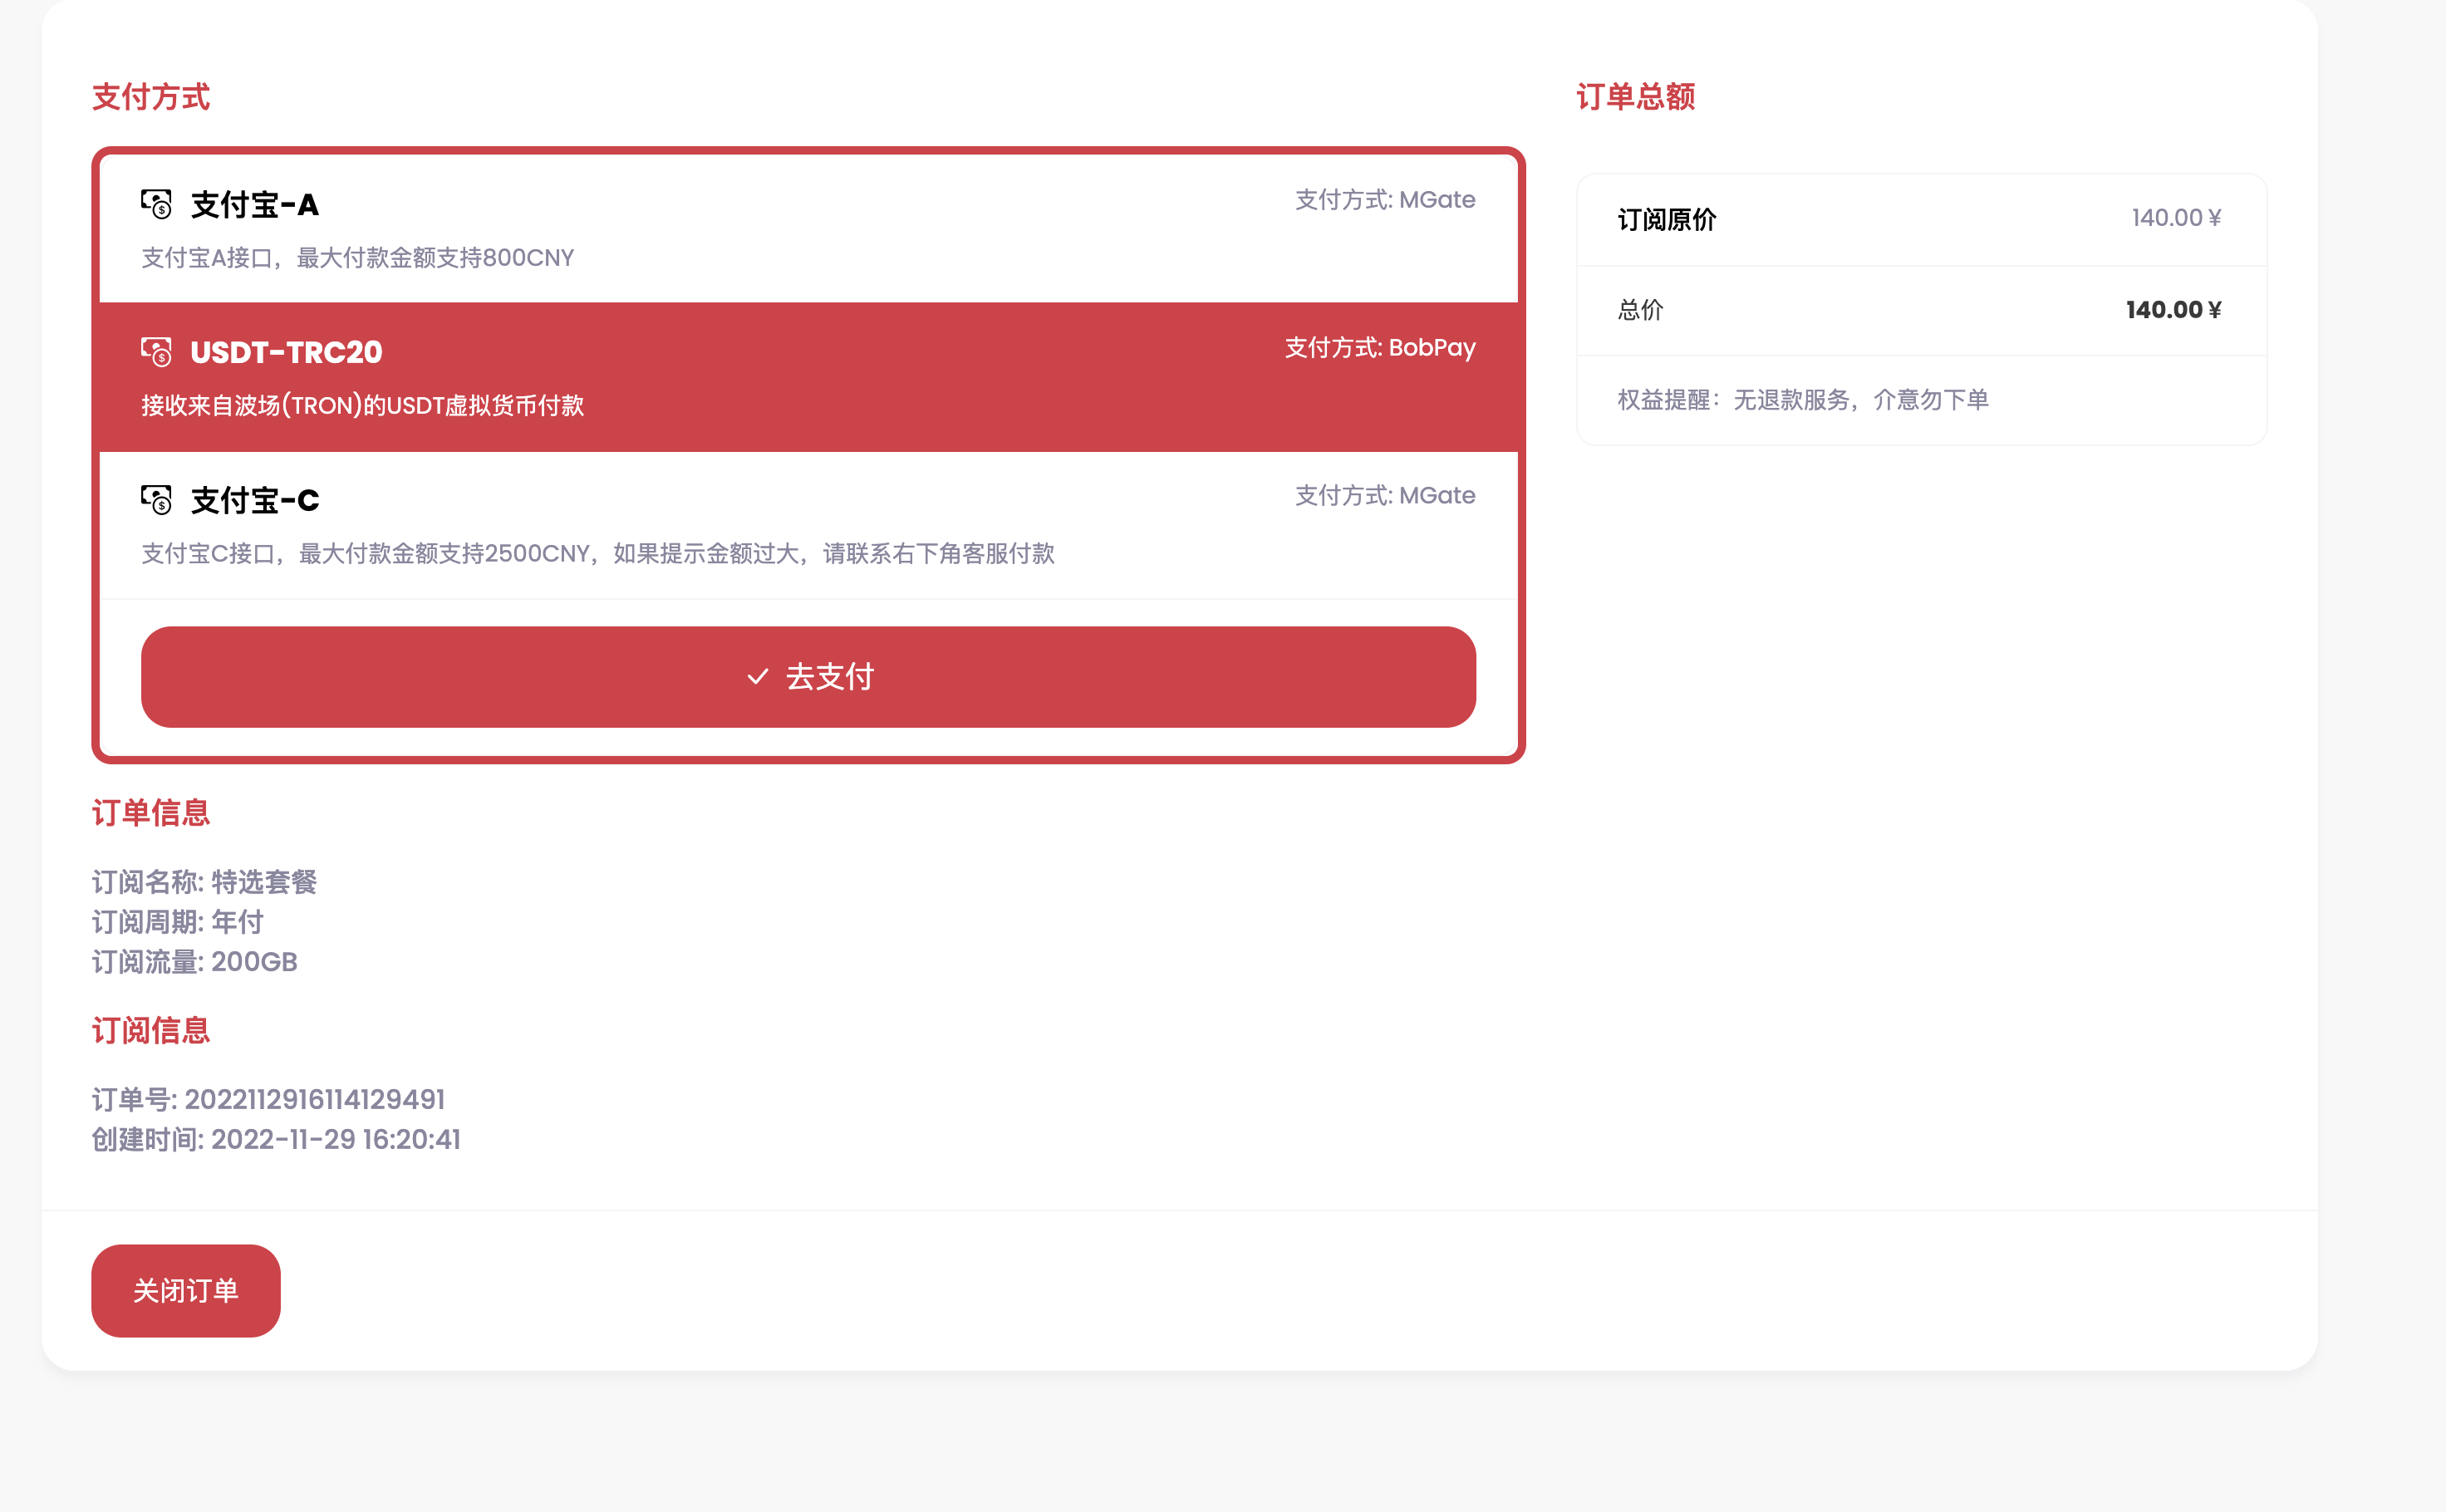 支付方式
支付宝-A
支付方式: MGate
支付宝A接口，最大付款金额支持800CNY
USDT-TRC20
支付方式: BobPay
接收来自波场(TRON)的USDT虚拟货币付款
支付宝-C
支付方式: MGate
支付宝C接口，最大付款金额支持2500CNY，如果提示金额过大，请联系右下角客服付款
去支付
订单总额
订阅原价 140.00 ¥
总价 140.00 ¥
权益提醒：无退款服务，介意勿下单
订单信息
订阅名称: 特选套餐
订阅周期: 年付
订阅流量: 200GB
订阅信息
订单号: 2022112916114129491
创建时间: 2022-11-29 16:20:41
关闭订单